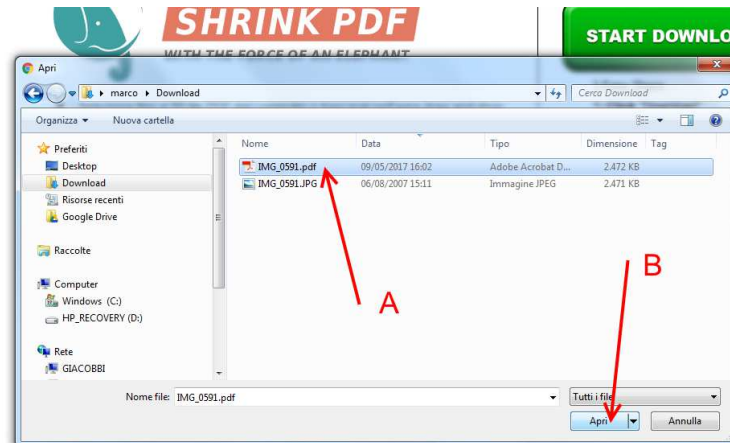 SHRINK PDF
WITH THE FORCE OF AN ELEPHANT
START DOWNLO
Apri
marco Download
Cerca Download
Organizza Nuova cartella
Nome Data Tipo Dimensione Tag
Preferiti
Desktop
Download
Risorse recenti
Google Drive
Raccolte
Computer
Windows (C:)
HP_RECOVERY (D:)
Rete
GIACOBBI
IMG_0591.pdf 09/05/2017 16:02 Adobe Acrobat D... 2.472 KB
IMG_0591.JPG 06/08/2007 15:11 Immagine JPEG 2.471 KB
A
B
Nome file: IMG_0591.pdf
Tutti i file
Apri Annulla